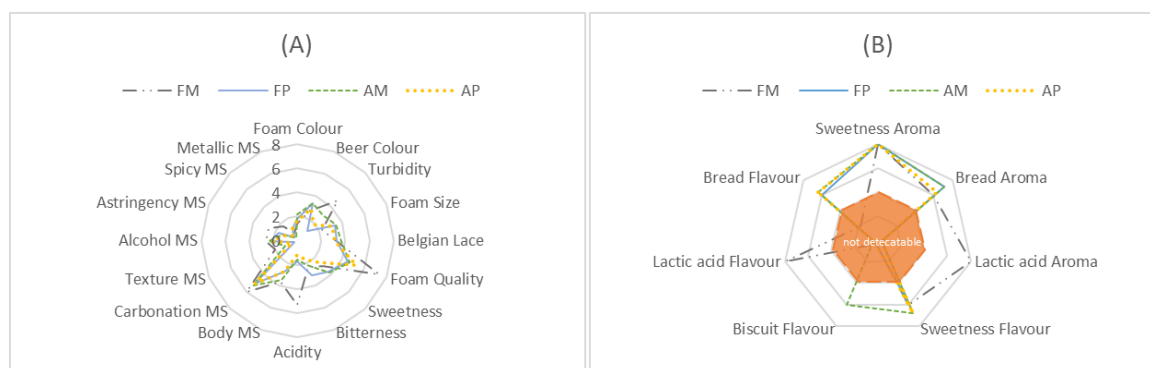 (A)
FM FP AM AP
Foam Colour
Beer Colour
Turbidity
Foam Size
Belgian Lace
Foam Quality
Sweetness
Bitterness
Acidity
Body MS
Carbonation MS
Texture MS
Alcohol MS
Astringency MS
Spicy MS
Metallic MS
8
6
4
2
0
(B)
FM FP AM AP
Sweetness Aroma
Bread Aroma
Lactic acid Aroma
Sweetness Flavour
Biscuit Flavour
Lactic acid Flavour
Bread Flavour
not detecatable